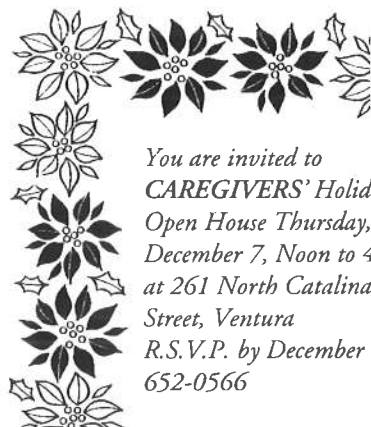 You are invited to
CAREGIVERS' Holid
Open House Thursday,
December 7, Noon to 4
at 261 North Catalina
Street, Ventura
R.S.V.P. by December
652-0566